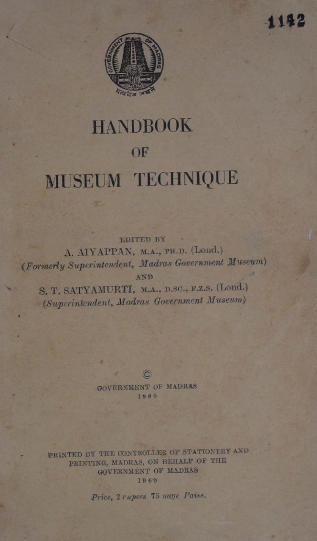 1142
GOVERNMENT OF MADRAS
HANDBOOK
OF
MUSEUM TECHNIQUE
EDITED BY
A. AIYAPPAN, M.A., PH.D. (Lond.)
(Formerly Superintendent, Madras Government Museum)
AND
S. T. SATYAMURTI, M.A., D.SC., F.Z.S. (Lond.)
(Superintendent, Madras Government Museum)
©
GOVERNMENT OF MADRAS
1960
PRINTED BY THE CONTROLLER OF STATIONERY AND
PRINTING, MADRAS, ON BEHALF OF THE
GOVERNMENT OF MADRAS
1960
Price, 2 rupees 75 naye Paise.